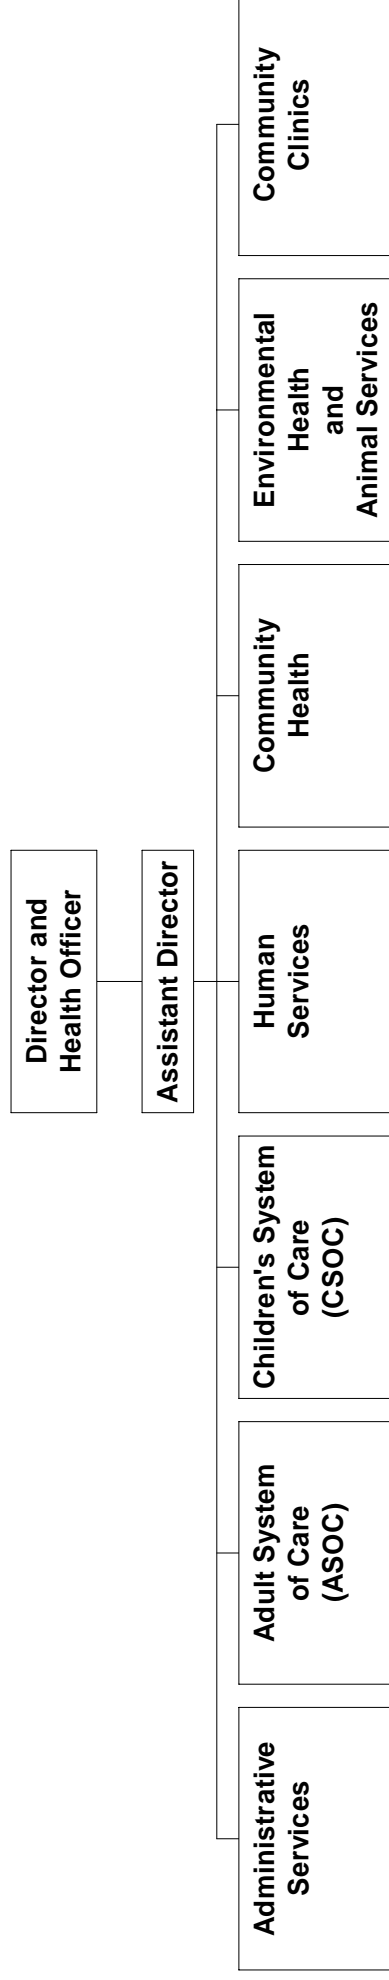 Director and
Health Officer
Assistant Director
Administrative
Services
Adult System
of Care
(ASOC)
Children's System
of Care
(CSOC)
Human
Services
Community
Health
Environmental
Health
and
Animal Services
Community
Clinics